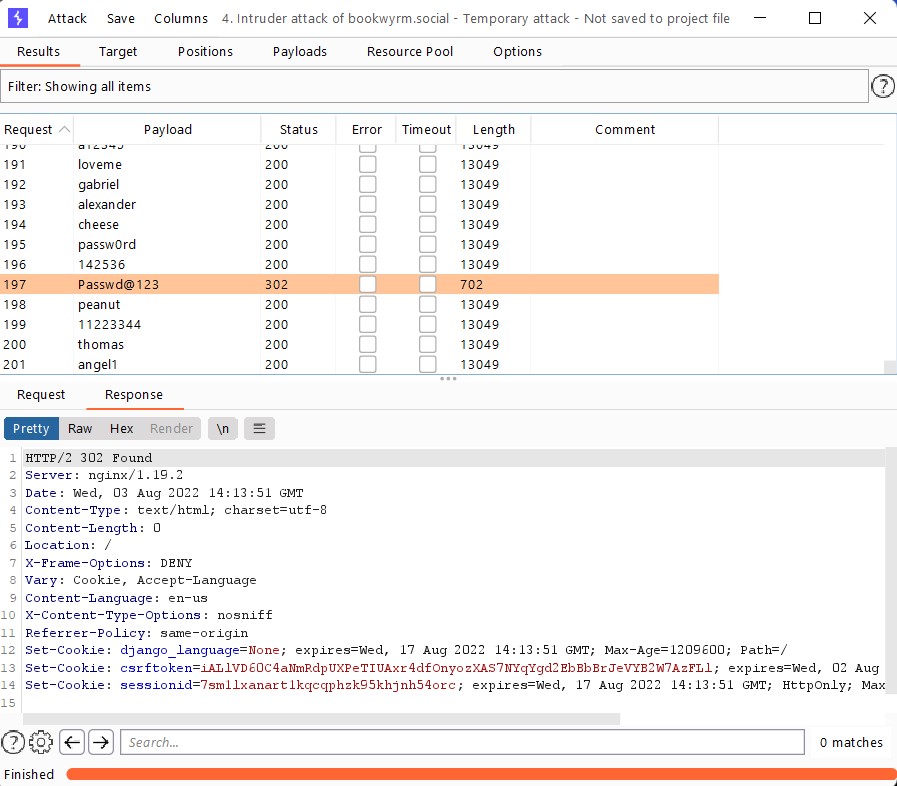 Attack Save Columns 4. Intruder attack of bookwyrm.social - Temporary attack - Not saved to project file
Results Target Positions Payloads Resource Pool Options
Filter: Showing all items ?
Request Payload Status Error Timeout Length Comment
190 a12345 200 13049
191 loveme 200 13049
192 gabriel 200 13049
193 alexander 200 13049
194 cheese 200 13049
195 passw0rd 200 13049
196 142536 200 13049
197 Passwd@123 302 702
198 peanut 200 13049
199 11223344 200 13049
200 thomas 200 13049
201 angel1 200 13049
Request Response
Pretty Raw Hex Render \n
1 HTTP/2 302 Found
2 Server: nginx/1.19.2
3 Date: Wed, 03 Aug 2022 14:13:51 GMT
4 Content-Type: text/html; charset=utf-8
5 Content-Length: 0
6 Location: /
7 X-Frame-Options: DENY
8 Vary: Cookie, Accept-Language
9 Content-Language: en-us
10 X-Content-Type-Options: nosniff
11 Referrer-Policy: same-origin
12 Set-Cookie: django_language=None; expires=Wed, 17 Aug 2022 14:13:51 GMT; Max-Age=1209600; Path=/
13 Set-Cookie: csrftoken= ; expires=Wed, 02 Aug
14 Set-Cookie: sessionid= ; expires=Wed, 17 Aug 2022 14:13:51 GMT; HttpOnly; Max
15
? Search... 0 matches
Finished